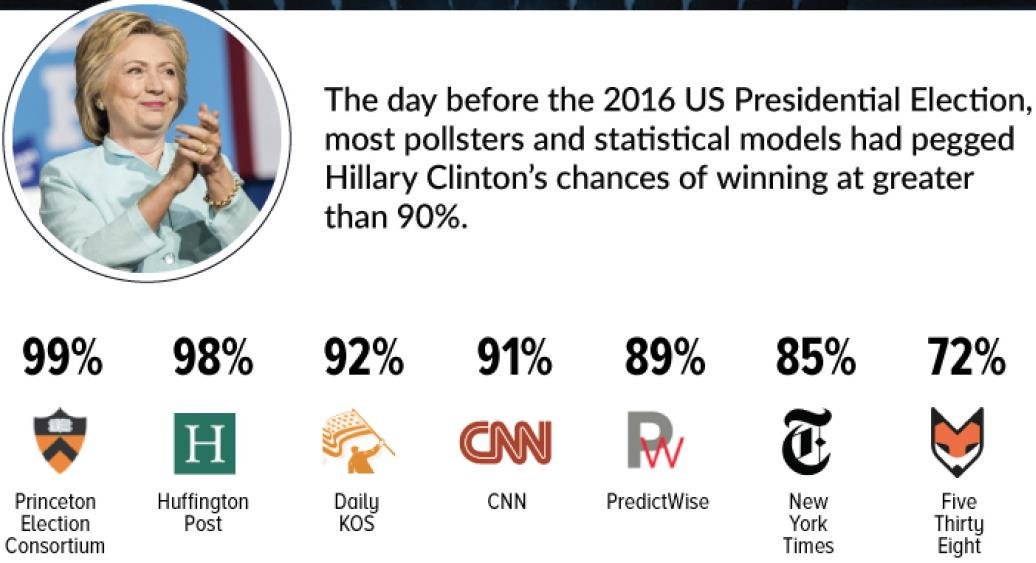 The day before the 2016 US Presidential Election,
most pollsters and statistical models had pegged
Hillary Clinton’s chances of winning at greater
than 90%.
99% 98% 92% 91% 89% 85% 72%
H CNN PW T
Princeton Election Consortium
Huffington Post
Daily KOS
CNN
PredictWise
New York Times
Five Thirty Eight